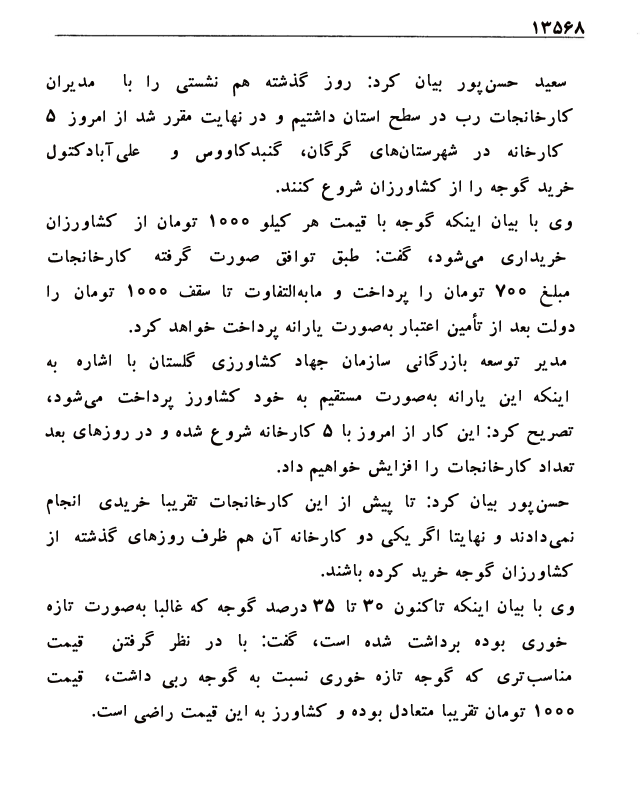 ۱۳۵۶۸
سعید حسن‌پور بیان کرد: روز گذشته هم نشستی را با مدیران
کارخانجات رب در سطح استان داشتیم و در نهایت مقرر شد از امروز ۵
کارخانه در شهرستان‌های گرگان، گنبدکاووس و علی‌آبادکتول
خرید گوجه را از کشاورزان شروع کنند.
وی با بیان اینکه گوجه با قیمت هر کیلو ۱۰۰۰ تومان از کشاورزان
خریداری می‌شود، گفت: طبق توافق صورت گرفته کارخانجات
مبلغ ۷۰۰ تومان را پرداخت و مابه‌التفاوت تا سقف ۱۰۰۰ تومان را
دولت بعد از تأمین اعتبار به‌صورت یارانه پرداخت خواهد کرد.
مدیر توسعه بازرگانی سازمان جهاد کشاورزی گلستان با اشاره به
اینکه این یارانه به‌صورت مستقیم به خود کشاورز پرداخت می‌شود،
تصریح کرد: این کار از امروز با ۵ کارخانه شروع شده و در روزهای بعد
تعداد کارخانجات را افزایش خواهیم داد.
حسن‌پور بیان کرد: تا پیش از این کارخانجات تقریبا خریدی انجام
نمی‌دادند و نهایتا اگر یکی دو کارخانه آن هم ظرف روزهای گذشته از
کشاورزان گوجه خرید کرده باشند.
وی با بیان اینکه تاکنون ۳۰ تا ۳۵ درصد گوجه که غالبا به‌صورت تازه
خوری بوده برداشت شده است، گفت: با در نظر گرفتن قیمت
مناسب‌تری که گوجه تازه خوری نسبت به گوجه ربی داشت، قیمت
۱۰۰۰ تومان تقریبا متعادل بوده و کشاورز به این قیمت راضی است.